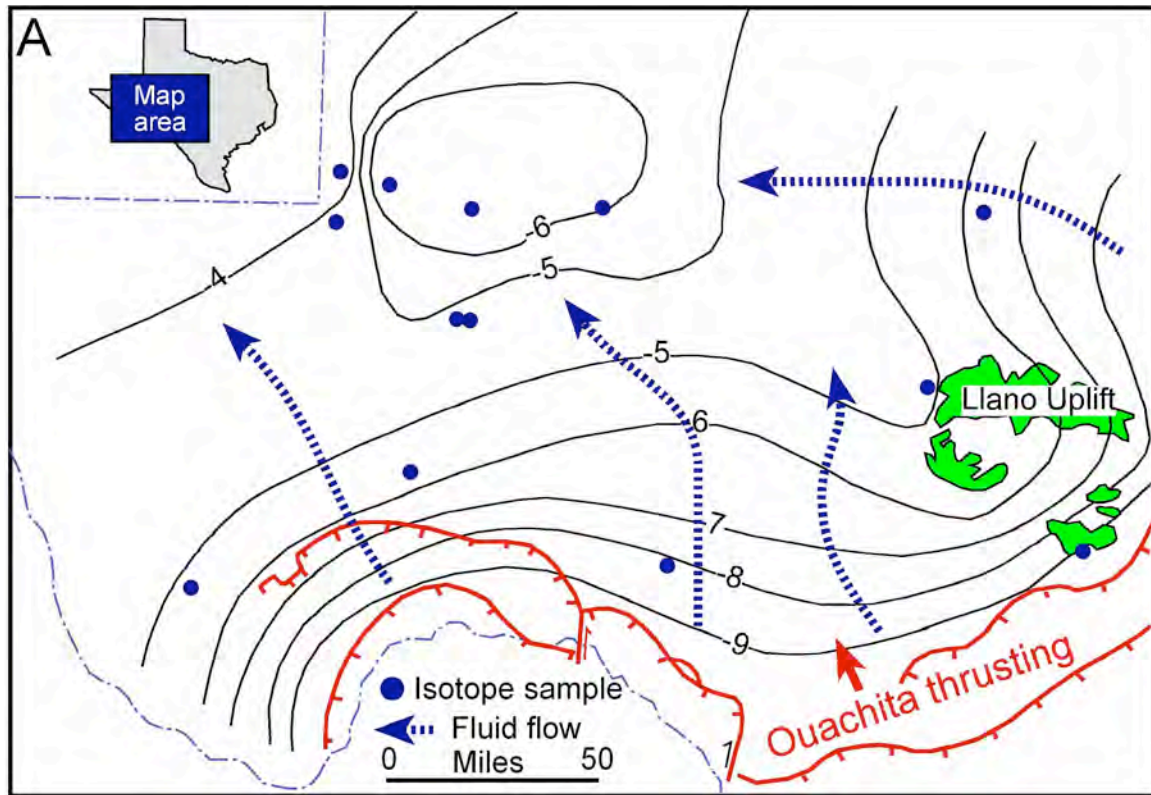 A
Map
area
-4
-6
-5
-5
-6
-7
-8
-9
Llano Uplift
Isotope sample
Fluid flow
0
50
Miles
Ouachita thrusting